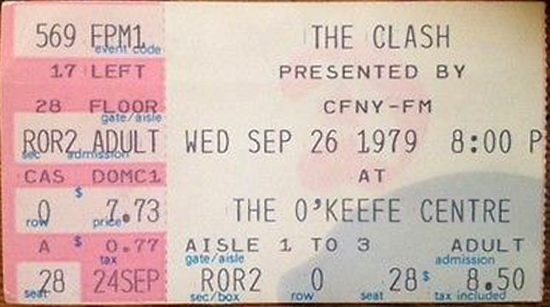 569 FPM1
event code
17 LEFT
28 FLOOR
gate/aisle
ROR2 ADULT
sec admission
CAS DOMC1
$
0 7.73
row price
A $ 0.77
tax
28 24SEP
seat
THE CLASH
PRESENTED BY
CFNY-FM
WED SEP 26 1979 8:00 P
AT
THE O'KEEFE CENTRE
AISLE 1 TO 3 ADULT
gate/aisle admission
ROR2 0 28 $ 8.50
sec/box row seat tax included